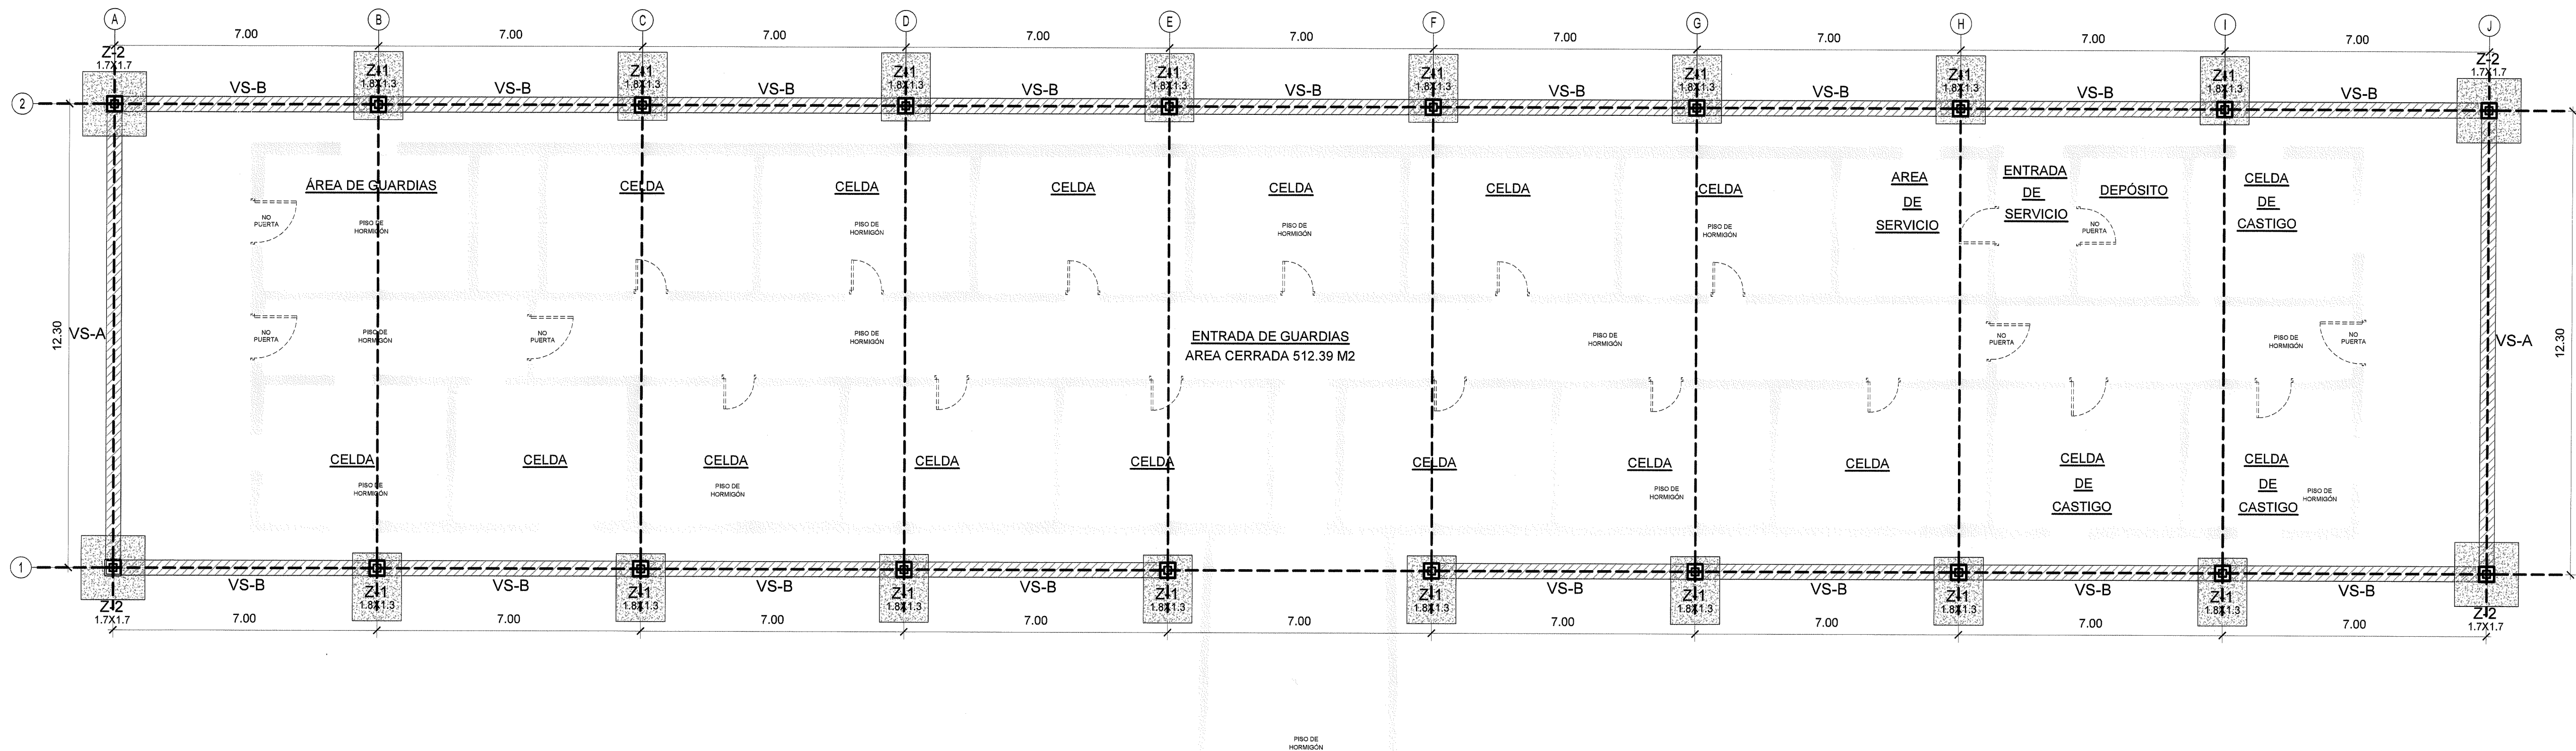 A B C D E F G H I J
7.00 7.00 7.00 7.00 7.00 7.00 7.00 7.00 7.00
Z-2 Z-1 Z-1 Z-1 Z-1 Z-1 Z-1 Z-1 Z-1 Z-2
1.7X1.7 1.8X1.3 1.8X1.3 1.8X1.3 1.8X1.3 1.8X1.3 1.8X1.3 1.8X1.3 1.8X1.3 1.7X1.7
VS-B VS-B VS-B VS-B VS-B VS-B VS-B VS-B VS-B
2
ÁREA DE GUARDIAS
CELDA
CELDA
CELDA
CELDA
CELDA
CELDA
AREA
DE
SERVICIO
ENTRADA
DE
SERVICIO
DEPÓSITO
CELDA
DE
CASTIGO
NO
PUERTA
PISO DE
HORMIGÓN
PISO DE
HORMIGÓN
PISO DE
HORMIGÓN
PISO DE
HORMIGÓN
NO
PUERTA
12.30
VS-A
NO
PUERTA
PISO DE
HORMIGÓN
NO
PUERTA
PISO DE
HORMIGÓN
ENTRADA DE GUARDIAS
AREA CERRADA 512.39 M2
PISO DE
HORMIGÓN
NO
PUERTA
PISO DE
HORMIGÓN
NO
PUERTA
VS-A
12.30
CELDA
CELDA
CELDA
CELDA
CELDA
CELDA
CELDA
CELDA
CELDA
DE
CASTIGO
CELDA
DE
CASTIGO
PISO DE
HORMIGÓN
PISO DE
HORMIGÓN
PISO DE
HORMIGÓN
PISO DE
HORMIGÓN
1
VS-B VS-B VS-B VS-B VS-B VS-B VS-B VS-B
Z-2 Z-1 Z-1 Z-1 Z-1 Z-1 Z-1 Z-1 Z-1 Z-2
1.7X1.7 1.8X1.3 1.8X1.3 1.8X1.3 1.8X1.3 1.8X1.3 1.8X1.3 1.8X1.3 1.8X1.3 1.7X1.7
7.00 7.00 7.00 7.00 7.00 7.00 7.00 7.00 7.00
PISO DE
HORMIGÓN